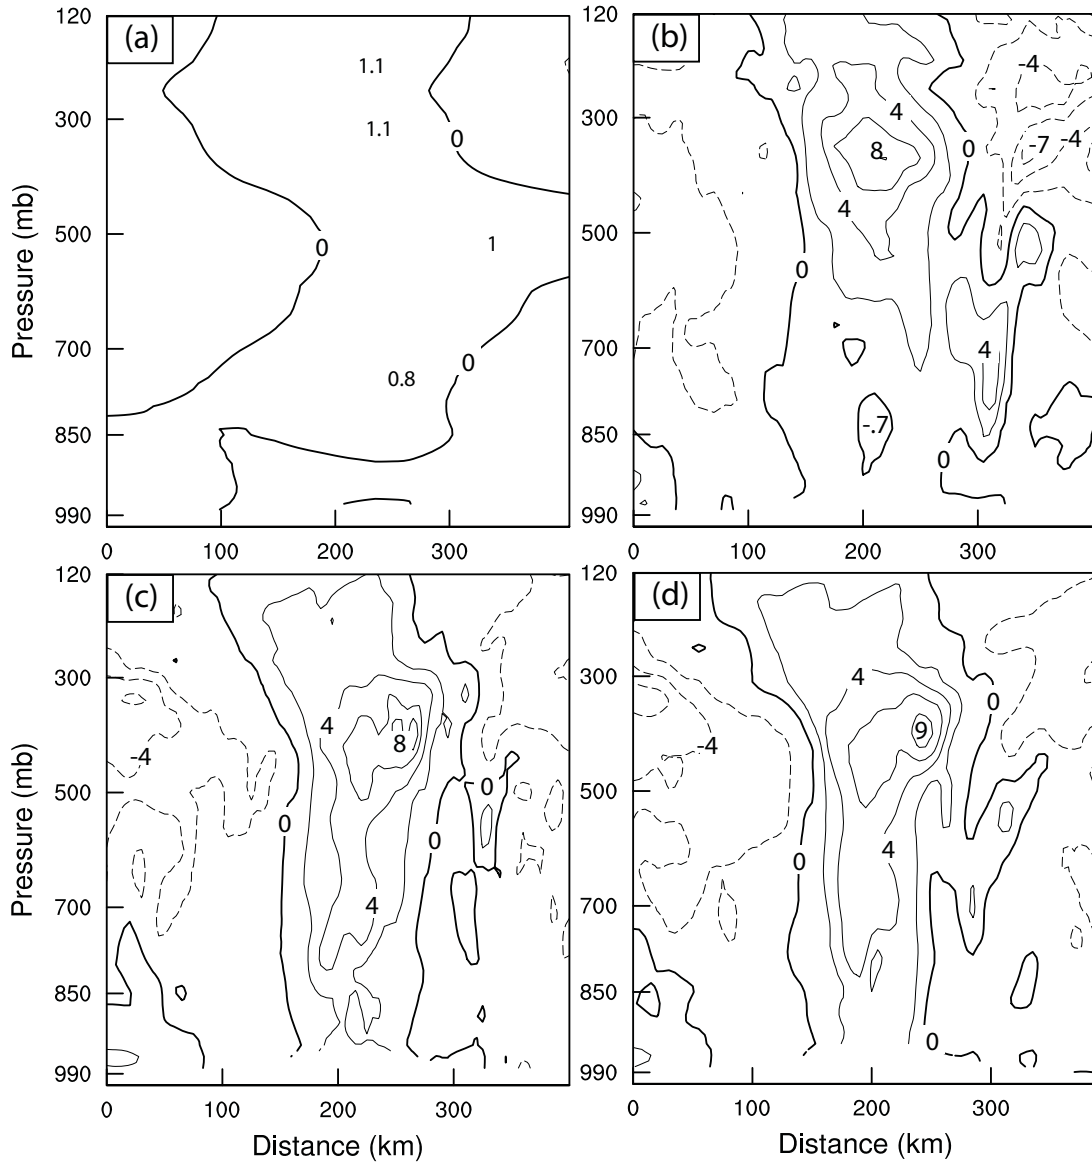 120 (a) 1.1 120 (b) -4
300 1.1 0 300 4 8 0 -7 -4
Pressure (mb) 500 0 1 500 4 0
700 0 700 4
0.8
850 850 -.7 0
990 990
0 100 200 300 0 100 200 300
120 (c) 120 (d)
300 4 8 300 4 0
-4 9 -4
Pressure (mb) 500 0 0 0 500
700 4 700 0 4
850 850 0
990 990
0 100 200 300 0 100 200 300
Distance (km) Distance (km)